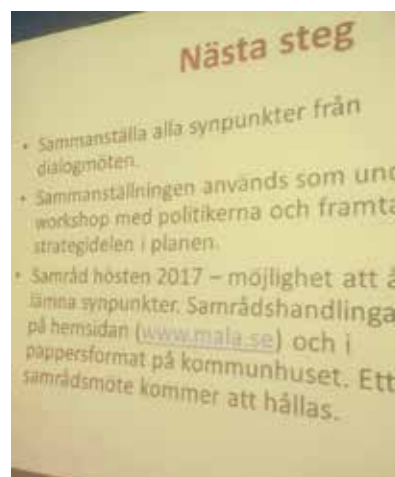 Nästa steg
• Sammanställa alla synpunkter från
dialogmöten.
• Sammanställningen används som und
workshop med politikerna och framta
strategidelen i planen.
• Samråd hösten 2017 – möjlighet att å
lämna synpunkter. Samrådshandlinga
på hemsidan (www.mala.se) och i
pappersformat på kommunhuset. Ett
samrådsmöte kommer att hållas.